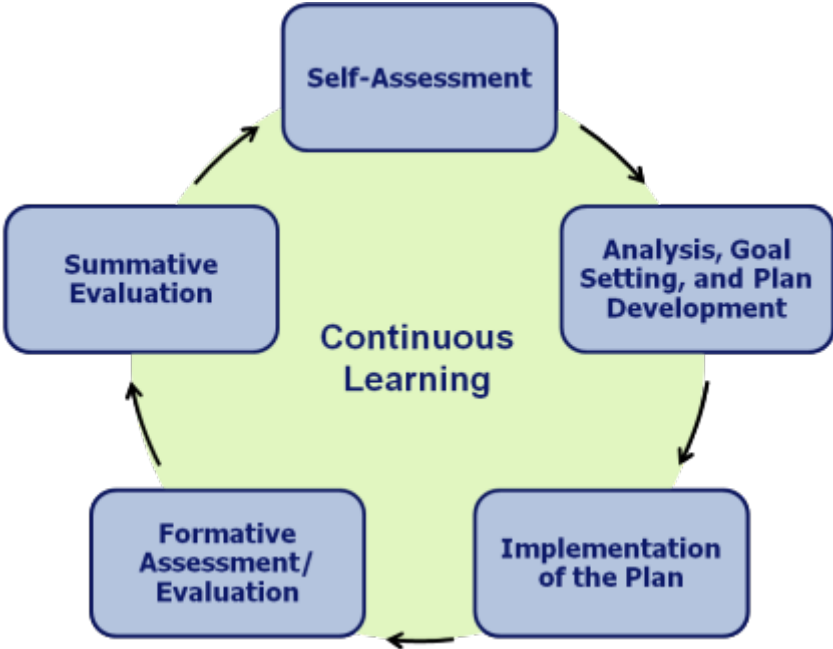 Self-Assessment
Analysis, Goal
Setting, and Plan
Development
Implementation
of the Plan
Formative
Assessment/
Evaluation
Summative
Evaluation
Continuous
Learning